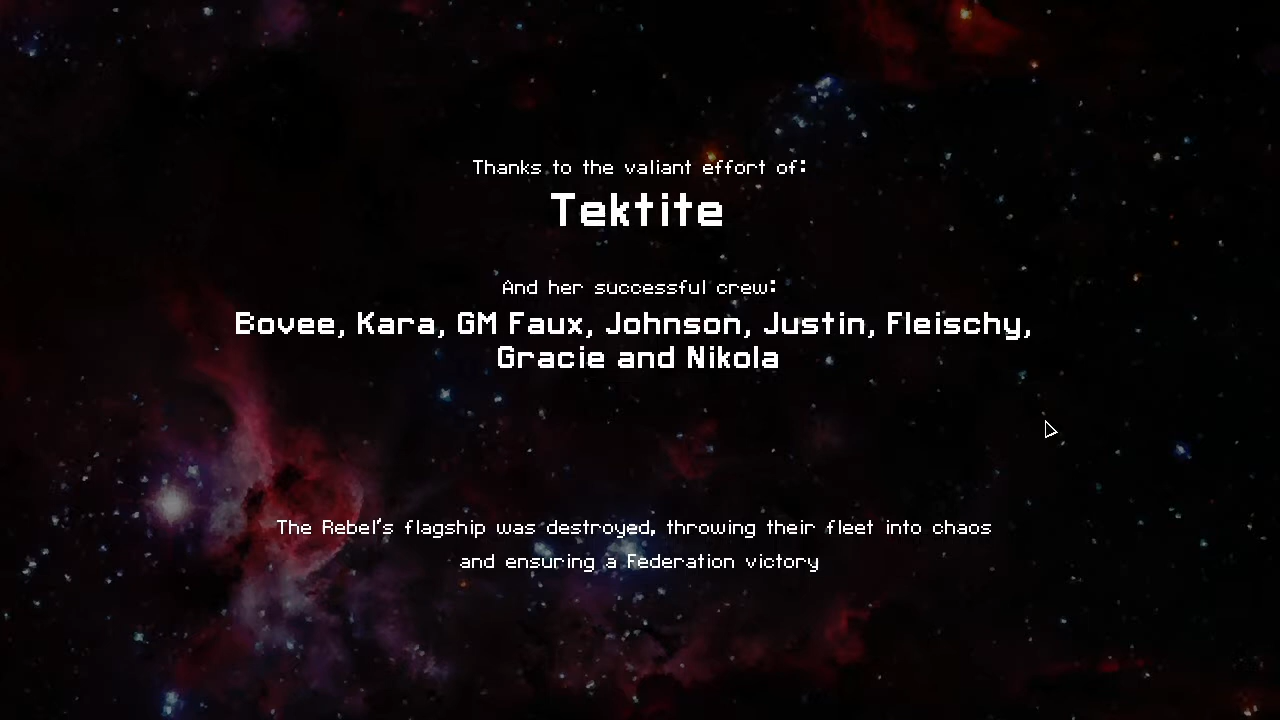 Thanks to the valiant effort of:
Tektite
And her successful crew:
Bovee, Kara, GM Faux, Johnson, Justin, Fleischy,
Gracie and Nikola
The Rebel's flagship was destroyed, throwing their fleet into chaos
and ensuring a Federation victory